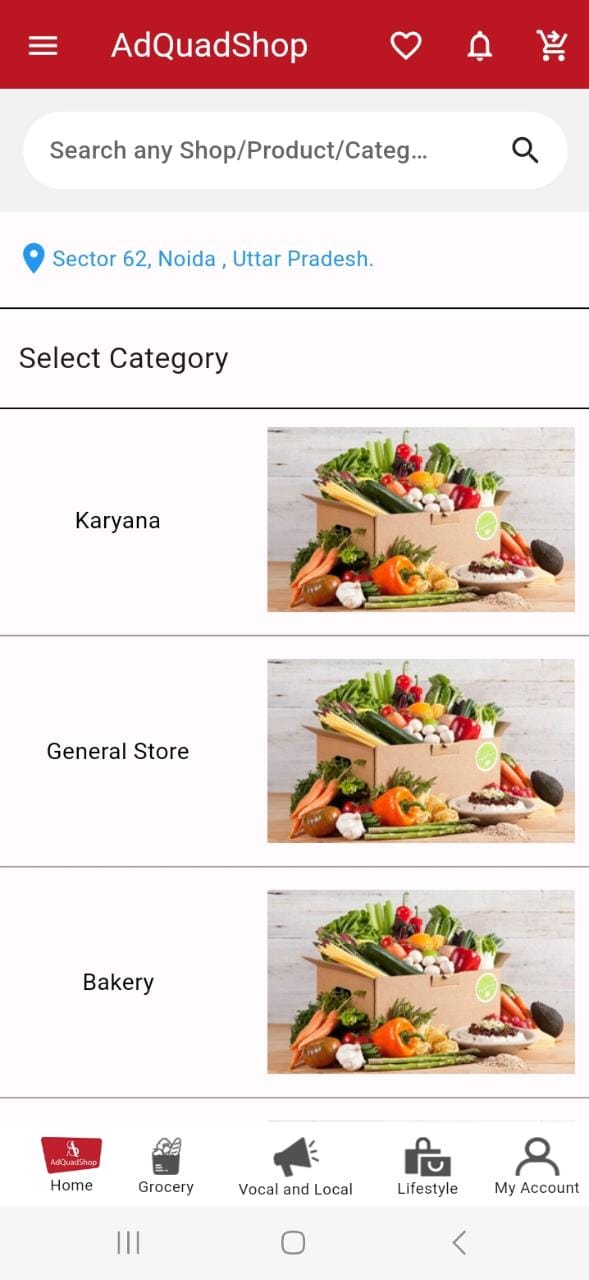 AdQuadShop
Search any Shop/Product/Categ...
Sector 62, Noida , Uttar Pradesh.
Select Category
Karyana
General Store
Bakery
AdQuadShop
Home
Grocery
Vocal and Local
Lifestyle
My Account